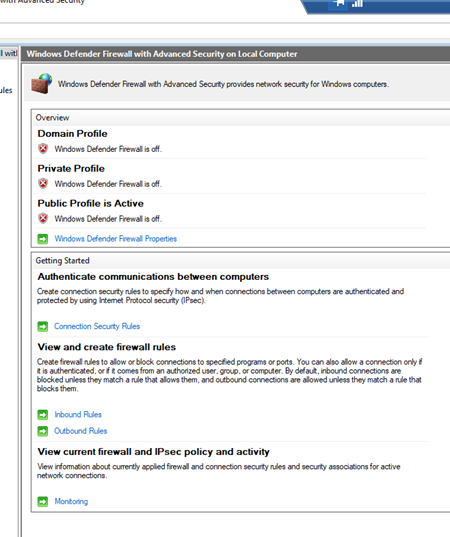 with Advanced Security
Windows Defender Firewall with Advanced Security on Local Computer
Windows Defender Firewall with Advanced Security provides network security for Windows computers.
Overview
Domain Profile
Windows Defender Firewall is off.
Private Profile
Windows Defender Firewall is off.
Public Profile is Active
Windows Defender Firewall is off.
Windows Defender Firewall Properties
Getting Started
Authenticate communications between computers
Create connection security rules to specify how and when connections between computers are authenticated and
protected by using Internet Protocol security (IPsec).
Connection Security Rules
View and create firewall rules
Create firewall rules to allow or block connections to specified programs or ports. You can also allow a connection only if
it is authenticated, or if it comes from an authorized user, group, or computer. By default, inbound connections are
blocked unless they match a rule that allows them, and outbound connections are allowed unless they match a rule that
blocks them.
Inbound Rules
Outbound Rules
View current firewall and IPsec policy and activity
View information about currently applied firewall and connection security rules and security associations for active
network connections.
Monitoring